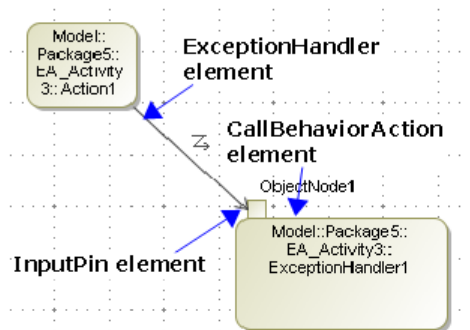 Model::
Package5::
EA_Activity
3::Action1
ExceptionHandler
element
CallBehaviorAction
element
ObjectNode1
Model::Package5::
EA_Activity3::
ExceptionHandler1
InputPin element